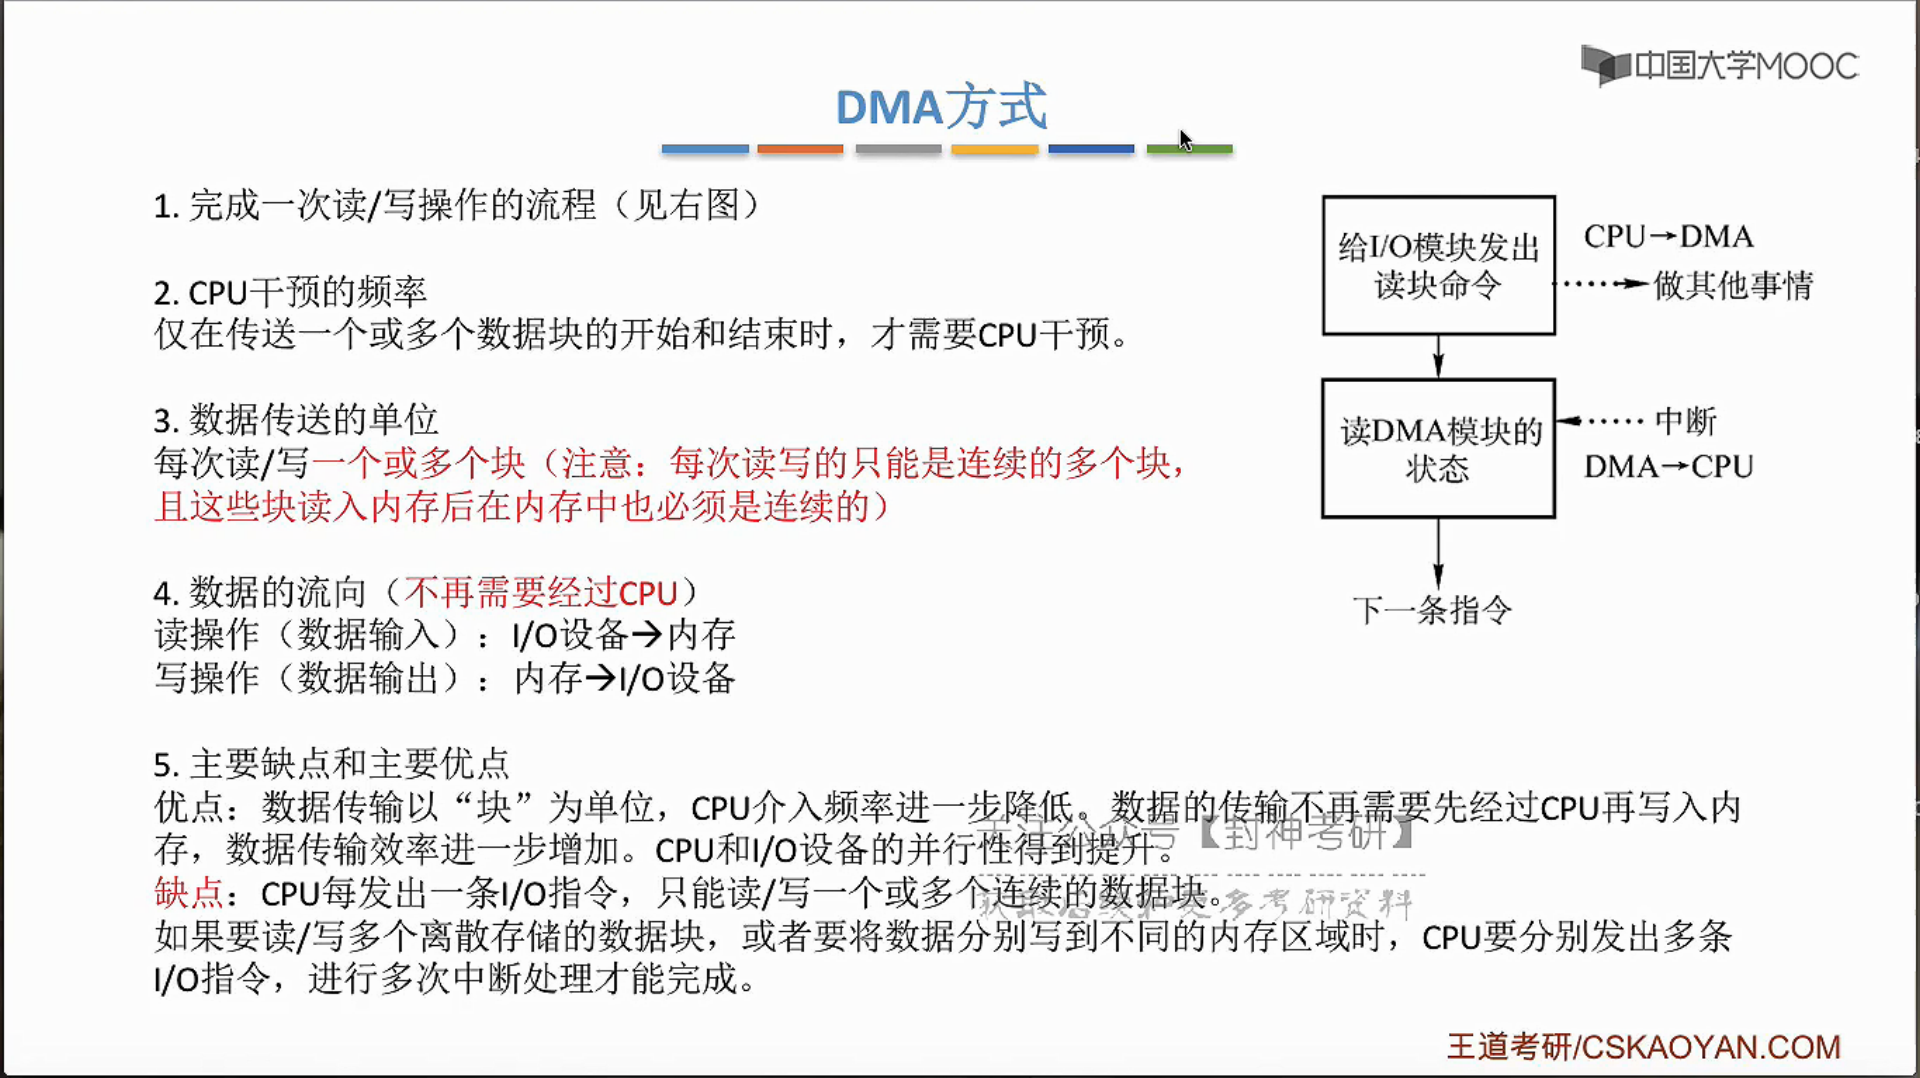 中国大学MOOC
DMA方式
1. 完成一次读/写操作的流程（见右图）
2. CPU干预的频率
仅在传送一个或多个数据块的开始和结束时，才需要CPU干预。
3. 数据传送的单位
每次读/写一个或多个块（注意：每次读写的只能是连续的多个块，
且这些块读入内存后在内存中也必须是连续的）
4. 数据的流向（不再需要经过CPU）
读操作（数据输入）：I/O设备→内存
写操作（数据输出）：内存→I/O设备
5. 主要缺点和主要优点
优点：数据传输以“块”为单位，CPU介入频率进一步降低。数据的传输不再需要先经过CPU再写入内
存，数据传输效率进一步增加。CPU和I/O设备的并行性得到提升。
缺点：CPU每发出一条I/O指令，只能读/写一个或多个连续的数据块。
如果要读/写多个离散存储的数据块，或者要将数据分别写到不同的内存区域时，CPU要分别发出多条
I/O指令，进行多次中断处理才能完成。
给I/O模块发出
读块命令
CPU→DMA
做其他事情
读DMA模块的
状态
中断
DMA→CPU
下一条指令
关注公众号【封神考研】
王道考研/CSKAOYAN.COM